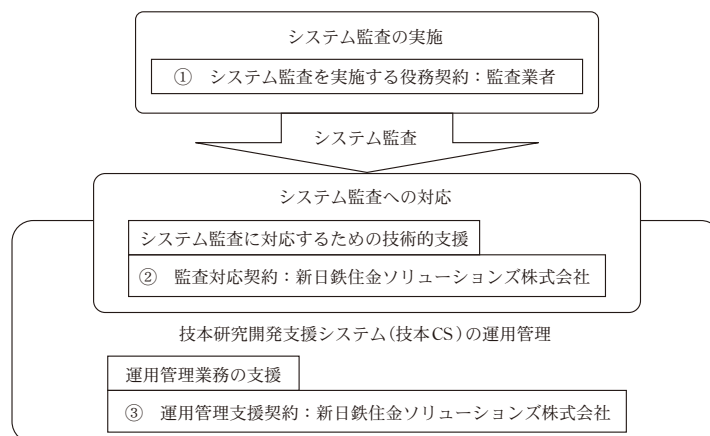 システム監査の実施
① システム監査を実施する役務契約：監査業者
システム監査
システム監査への対応
システム監査に対応するための技術的支援
② 監査対応契約：新日鉄住金ソリューションズ株式会社
技本研究開発支援システム(技本CS)の運用管理
運用管理業務の支援
③ 運用管理支援契約：新日鉄住金ソリューションズ株式会社